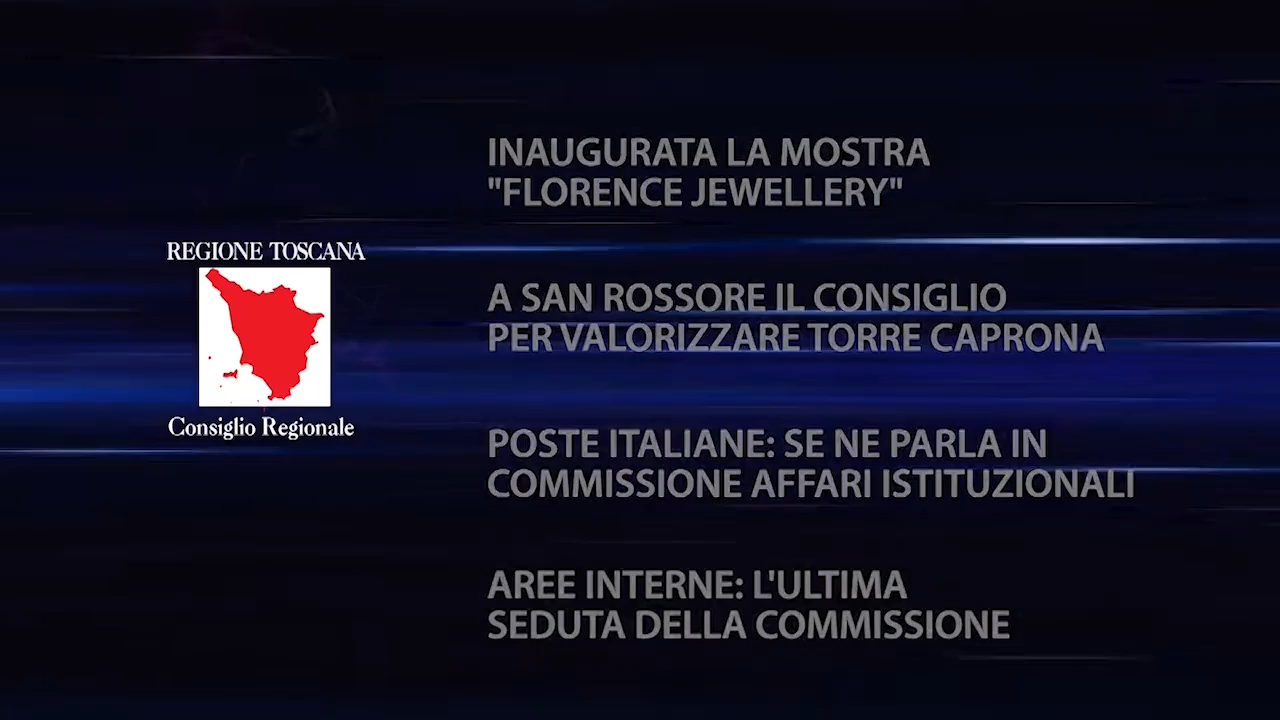 REGIONE TOSCANA
Consiglio Regionale
INAUGURATA LA MOSTRA
"FLORENCE JEWELLERY"
A SAN ROSSORE IL CONSIGLIO
PER VALORIZZARE TORRE CAPRONA
POSTE ITALIANE: SE NE PARLA IN
COMMISSIONE AFFARI ISTITUZIONALI
AREE INTERNE: L'ULTIMA
SEDUTA DELLA COMMISSIONE